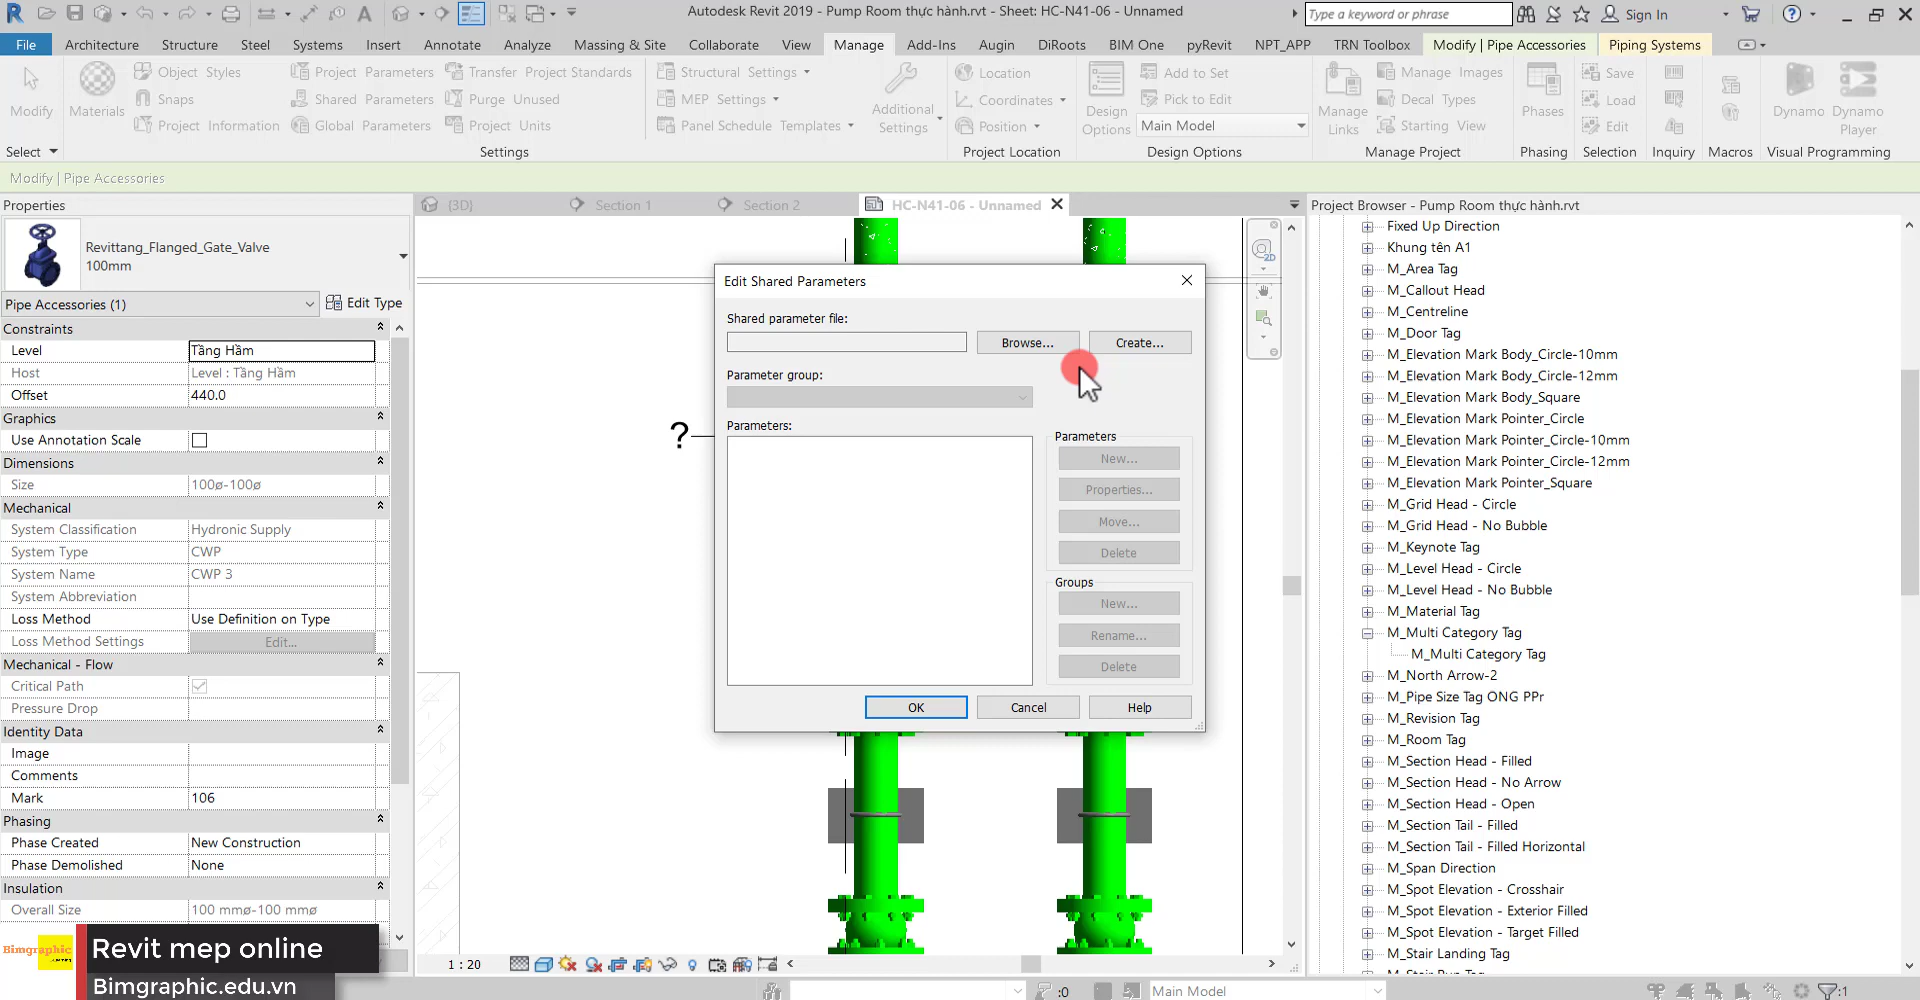 Autodesk Revit 2019 - Pump Room thực hành.rvt - Sheet: HC-N41-06 - Unnamed
Type a keyword or phrase
Sign In
File Architecture Structure Steel Systems Insert Annotate Analyze Massing & Site Collaborate View Manage Add-Ins Augin DiRoots BIM One pyRevit NPT_APP TRN Toolbox Modify | Pipe Accessories Piping Systems
Modify
Materials
Object Styles
Snaps
Project Information
Project Parameters
Shared Parameters
Global Parameters
Transfer Project Standards
Purge Unused
Project Units
Structural Settings
MEP Settings
Panel Schedule Templates
Additional Settings
Location
Coordinates
Position
Design Options
Add to Set
Pick to Edit
Main Model
Manage Links
Manage Images
Decal Types
Starting View
Phases
Save
Load
Edit
Dynamo
Dynamo Player
Select
Settings
Project Location
Design Options
Manage Project
Phasing
Selection
Inquiry
Macros
Visual Programming
Modify | Pipe Accessories
Properties
Revittang_Flanged_Gate_Valve
100mm
Pipe Accessories (1)
Edit Type
Constraints
Level Tầng Hầm
Host Level : Tầng Hầm
Offset 440.0
Graphics
Use Annotation Scale
Dimensions
Size 100ø-100ø
Mechanical
System Classification Hydronic Supply
System Type CWP
System Name CWP 3
System Abbreviation
Loss Method Use Definition on Type
Loss Method Settings Edit...
Mechanical - Flow
Critical Path
Pressure Drop
Identity Data
Image
Comments
Mark 106
Phasing
Phase Created New Construction
Phase Demolished None
Insulation
Overall Size 100 mmø-100 mmø
Bimgraphic
Revit mep online
Bimgraphic.edu.vn
{3D}
Section 1
Section 2
HC-N41-06 - Unnamed
2D
?
Edit Shared Parameters
Shared parameter file:
Browse... Create...
Parameter group:
Parameters:
Parameters
New...
Properties...
Move...
Delete
Groups
New...
Rename...
Delete
OK Cancel Help
1 : 20
:0
Main Model
:1
Project Browser - Pump Room thực hành.rvt
Fixed Up Direction
Khung tên A1
M_Area Tag
M_Callout Head
M_Centreline
M_Door Tag
M_Elevation Mark Body_Circle-10mm
M_Elevation Mark Body_Circle-12mm
M_Elevation Mark Body_Square
M_Elevation Mark Pointer_Circle
M_Elevation Mark Pointer_Circle-10mm
M_Elevation Mark Pointer_Circle-12mm
M_Elevation Mark Pointer_Square
M_Grid Head - Circle
M_Grid Head - No Bubble
M_Keynote Tag
M_Level Head - Circle
M_Level Head - No Bubble
M_Material Tag
M_Multi Category Tag
M_Multi Category Tag
M_North Arrow-2
M_Pipe Size Tag ONG PPr
M_Revision Tag
M_Room Tag
M_Section Head - Filled
M_Section Head - No Arrow
M_Section Head - Open
M_Section Tail - Filled
M_Section Tail - Filled Horizontal
M_Span Direction
M_Spot Elevation - Crosshair
M_Spot Elevation - Exterior Filled
M_Spot Elevation - Target Filled
M_Stair Landing Tag
M_Stair Run Tag